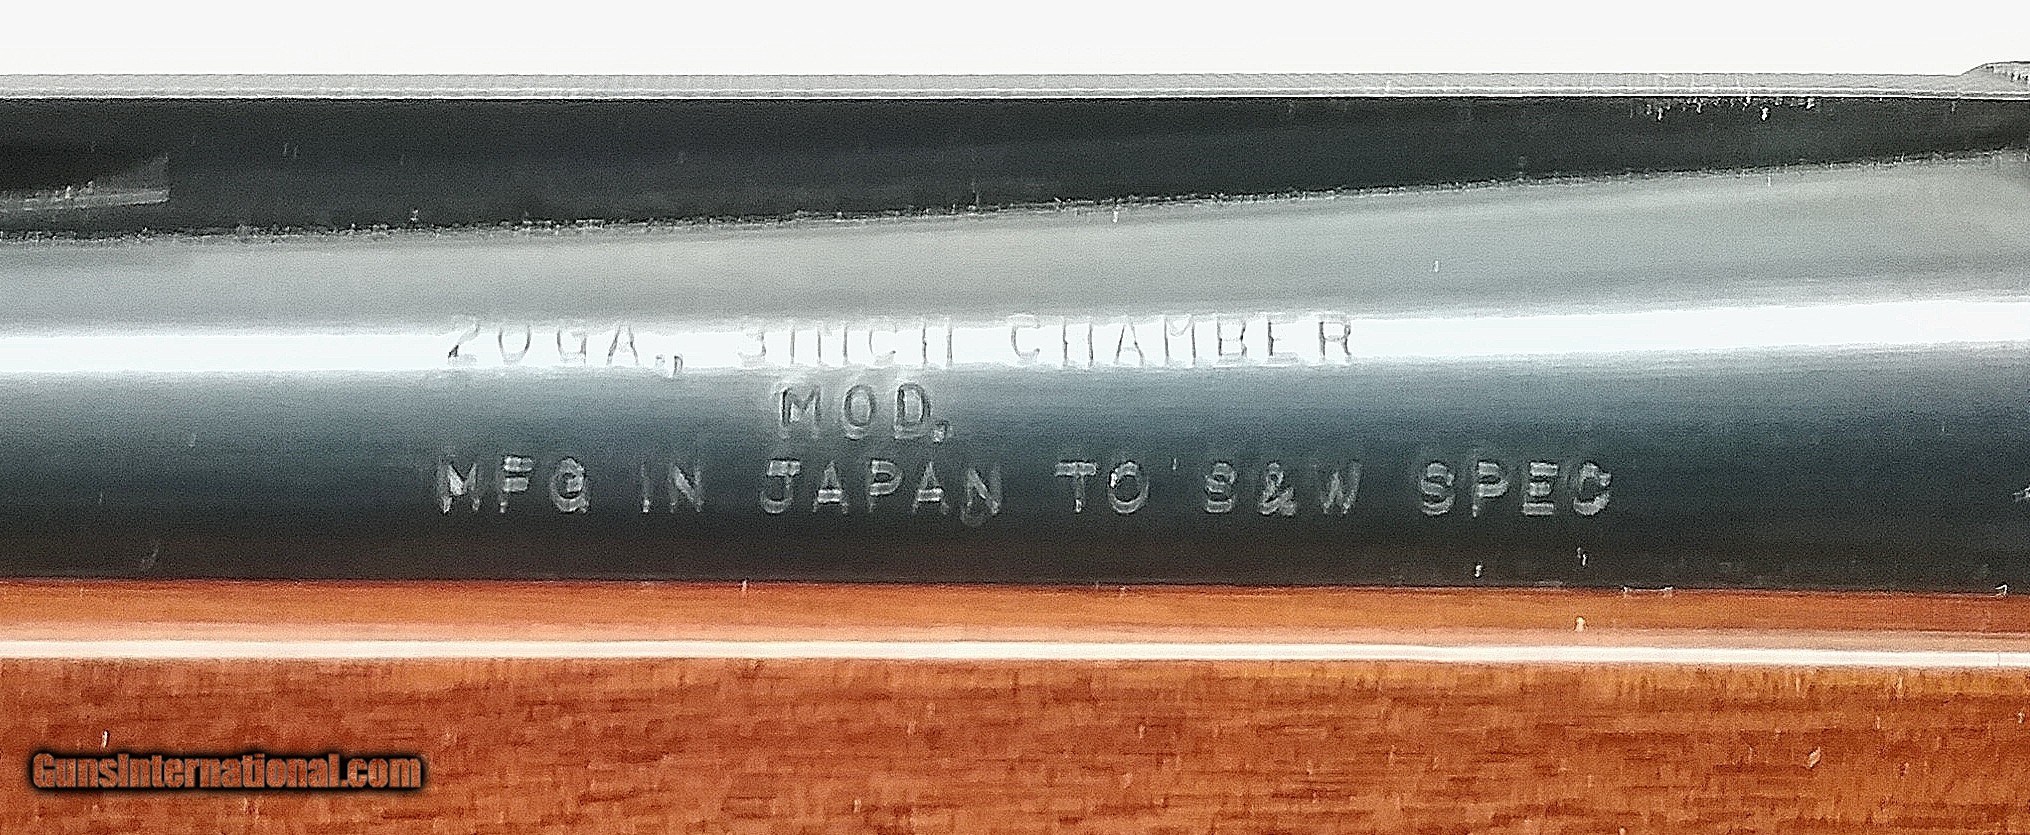 20GA., 3INCH CHAMBER
MOD,
MFG IN JAPAN TO S&W SPEC
GunsInternational.com